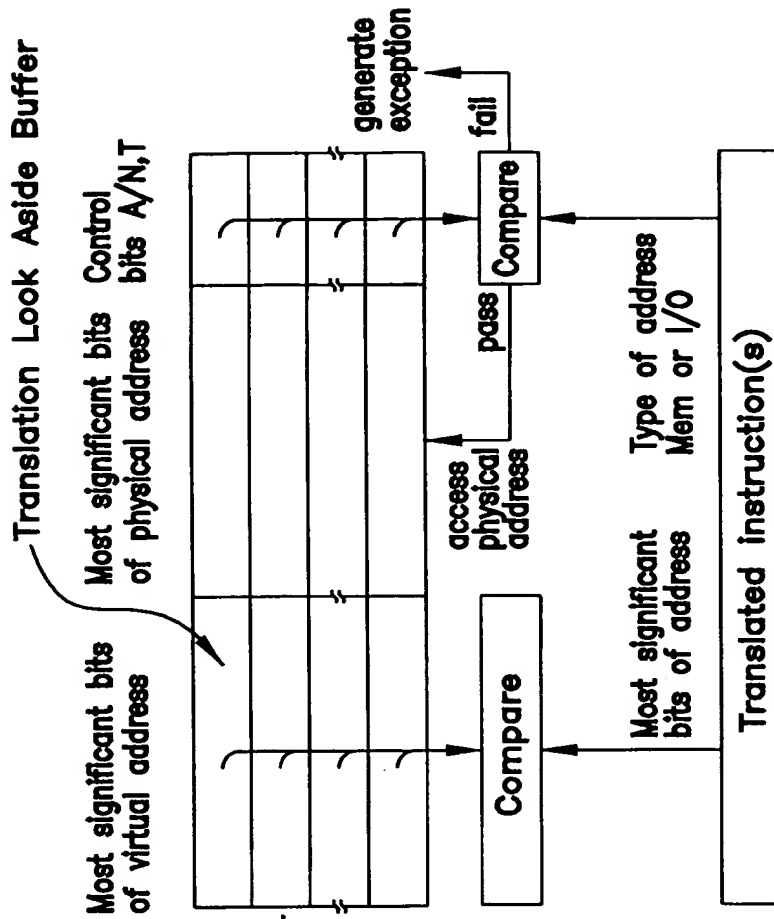 Translation Look Aside Buffer
Most significant bits
of virtual address
Most significant bits
of physical address
Control
bits A/N,T
generate
exception
access
physical
address
pass
fail
Compare
Compare
Most significant
bits of address
Type of address
Mem or I/O
Translated instruction(s)